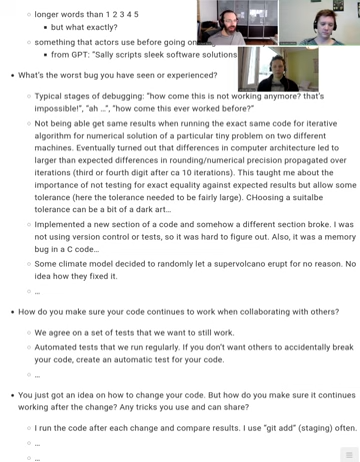 longer words than 1 2 3 4 5
but what exactly?
something that actors use before going on
from GPT: "Sally scripts sleek software solutions
What's the worst bug you have seen or experienced?
Typical stages of debugging: "how come this is not working anymore? that's
impossible!", "ah ...", "how come this ever worked before?"
Not being able get same results when running the exact same code for iterative
algorithm for numerical solution of a particular tiny problem on two different
machines. Eventually turned out that differences in computer architecture led to
larger than expected differences in rounding/numerical precision propagated over
iterations (third or fourth digit after ca 10 iterations). This taught me about the
importance of not testing for exact equality against expected results but allow some
tolerance (here the tolerance needed to be fairly large). CHoosing a suitalbe
tolerance can be a bit of a dark art...
Implemented a new section of a code and somehow a different section broke. I was
not using version control or tests, so it was hard to figure out. Also, it was a memory
bug in a C code...
Some climate model decided to randomly let a supervolcano erupt for no reason. No
idea how they fixed it.
...
How do you make sure your code continues to work when collaborating with others?
We agree on a set of tests that we want to still work.
Automated tests that we run regularly. If you don't want others to accidentally break
your code, create an automatic test for your code.
...
You just got an idea on how to change your code. But how do you make sure it continues
working after the change? Any tricks you use and can share?
I run the code after each change and compare results. I use "git add" (staging) often.
...
...